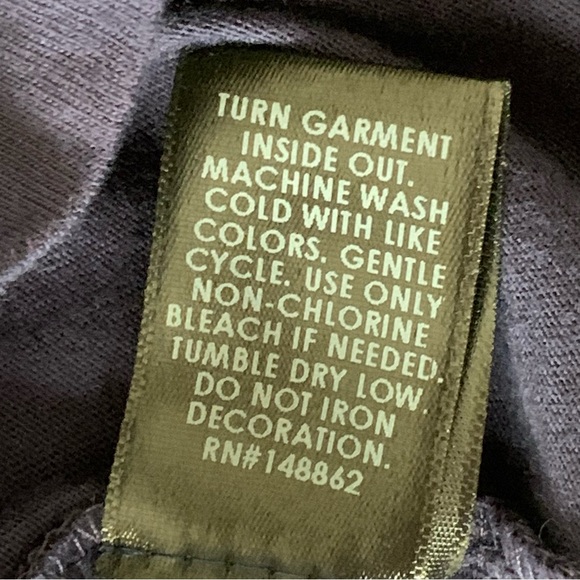 TURN GARMENT
INSIDE OUT.
MACHINE WASH
COLD WITH LIKE
COLORS. GENTLE
CYCLE. USE ONLY
NON-CHLORINE
BLEACH IF NEEDED.
TUMBLE DRY LOW.
DO NOT IRON
DECORATION.
RN#148862